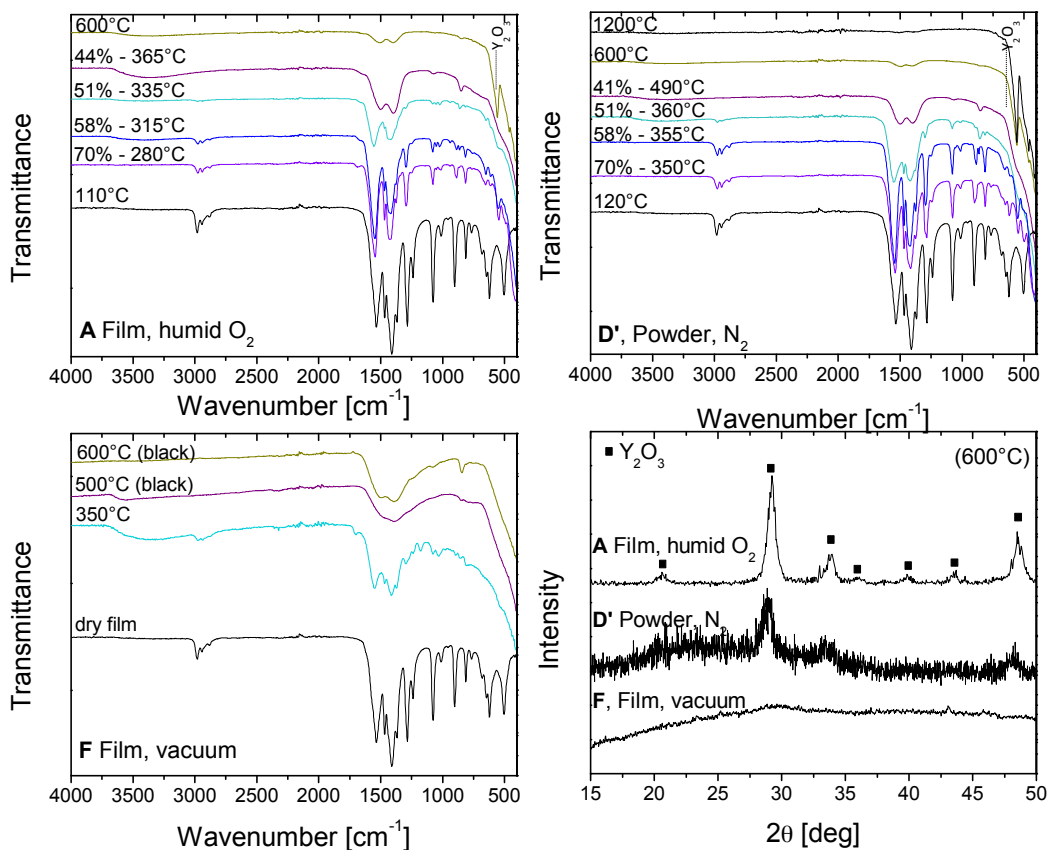 Transmittance
600°C
44% - 365°C
51% - 335°C
58% - 315°C
70% - 280°C
110°C
Y₂O₃
A Film, humid O₂
4000 3500 3000 2500 2000 1500 1000 500
Wavenumber [cm⁻¹]
Transmittance
1200°C
600°C
41% - 490°C
51% - 360°C
58% - 355°C
70% - 350°C
120°C
Y₂O₃
D', Powder, N₂
4000 3500 3000 2500 2000 1500 1000 500
Wavenumber [cm⁻¹]
Transmittance
600°C (black)
500°C (black)
350°C
dry film
F Film, vacuum
4000 3500 3000 2500 2000 1500 1000 500
Wavenumber [cm⁻¹]
Intensity
■ Y₂O₃
(600°C)
A Film, humid O₂
D' Powder, N₂
F, Film, vacuum
15 20 25 30 35 40 45 50
2θ [deg]